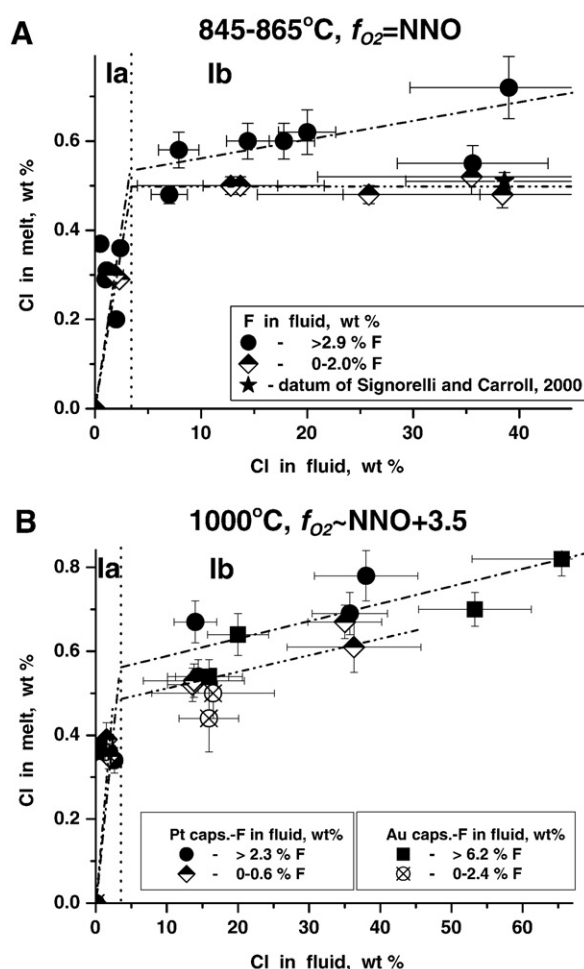 A
845-865°C, fO2=NNO
Ia
Ib
Cl in melt, wt %
0.6
0.4
0.2
0.0
F in fluid, wt %
- >2.9 % F
- 0-2.0% F
- datum of Signorelli and Carroll, 2000
0 10 20 30 40
Cl in fluid, wt %
B
1000°C, fO2~NNO+3.5
Ia
Ib
Cl in melt, wt %
0.8
0.6
0.4
0.2
0.0
Pt caps.-F in fluid, wt%
- > 2.3 % F
- 0-0.6 % F
Au caps.-F in fluid, wt%
- > 6.2 % F
- 0-2.4 % F
0 10 20 30 40 50 60
Cl in fluid, wt %